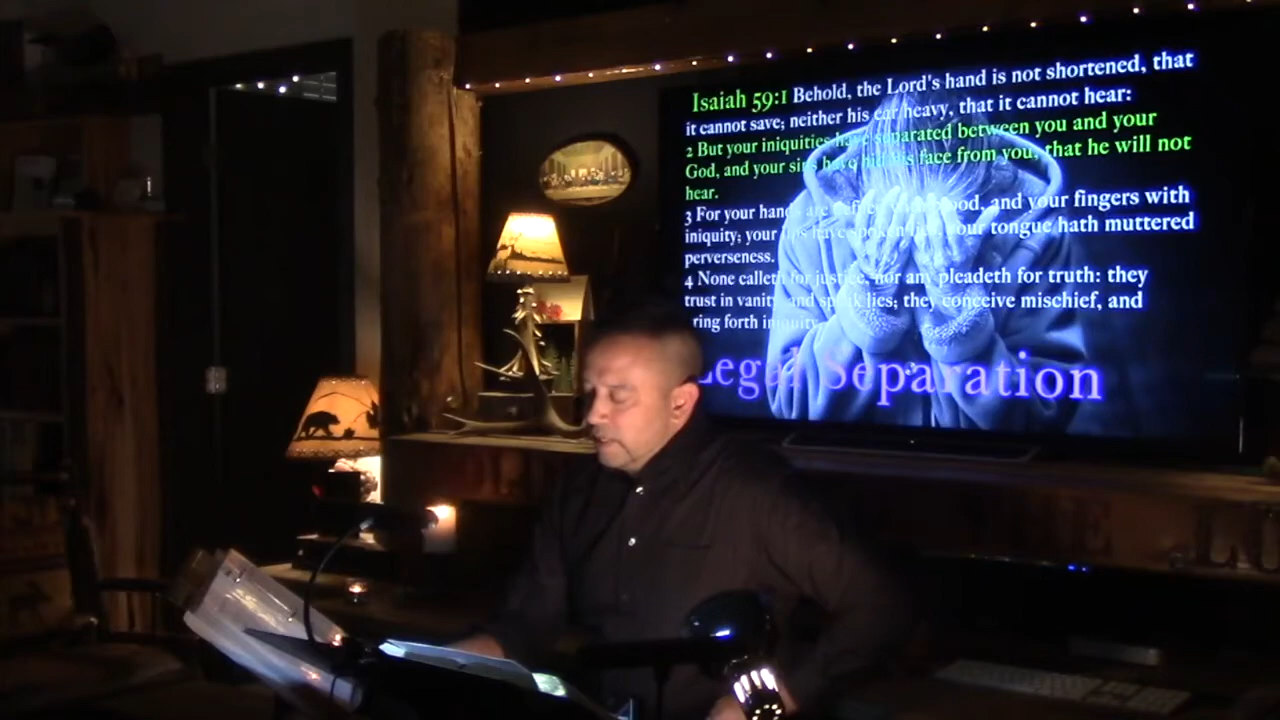 Isaiah 59:1 Behold, the Lord's hand is not shortened, that
it cannot save; neither his ear heavy, that it cannot hear:
2 But your iniquities have separated between you and your
God, and your sins have hid his face from you, that he will not
hear.
3 For your hands are defiled with blood, and your fingers with
iniquity; your lips have spoken lies, your tongue hath muttered
perverseness.
4 None calleth for justice, nor any pleadeth for truth: they
trust in vanity, and speak lies; they conceive mischief, and
ring forth iniquity.
Legal Separation
THE LO